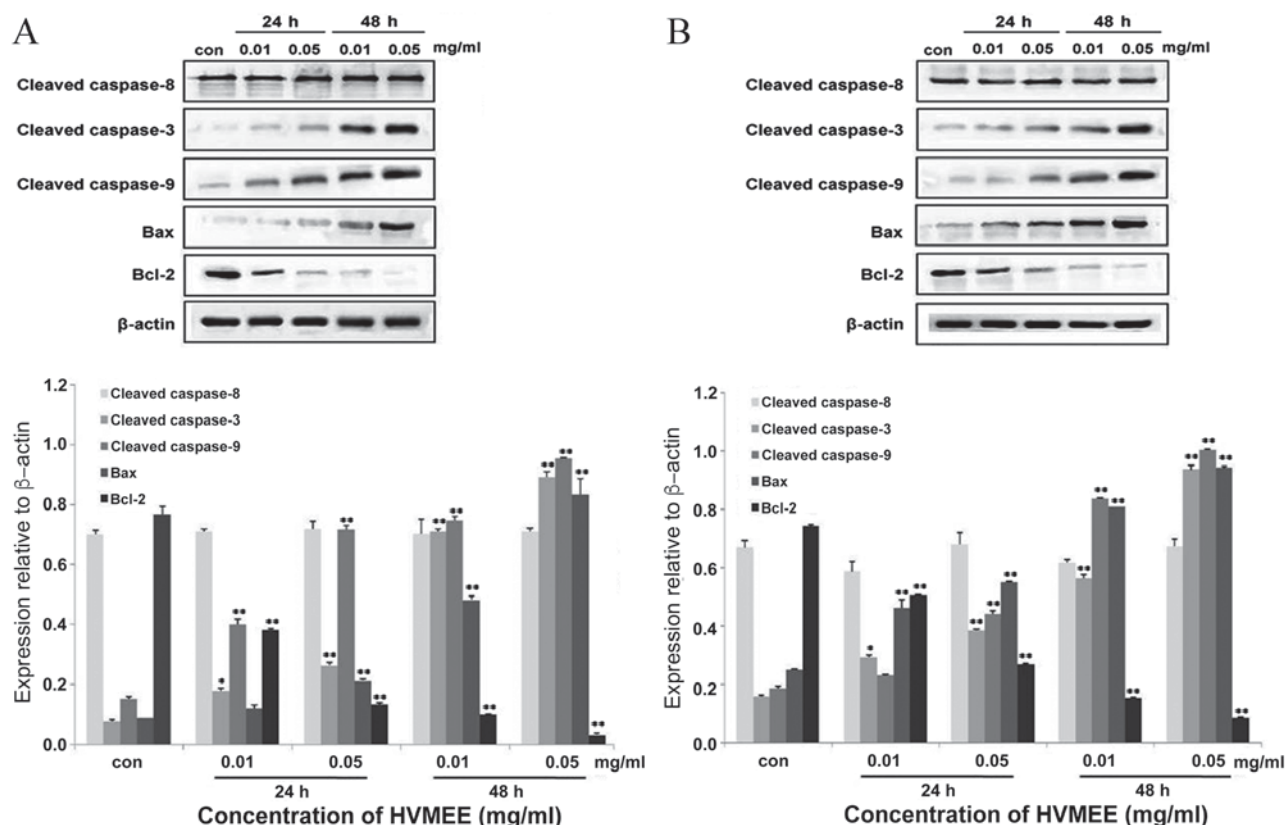 A
24 h 48 h
con 0.01 0.05 0.01 0.05 mg/ml
Cleaved caspase-8
Cleaved caspase-3
Cleaved caspase-9
Bax
Bcl-2
β-actin
B
24 h 48 h
con 0.01 0.05 0.01 0.05 mg/ml
Cleaved caspase-8
Cleaved caspase-3
Cleaved caspase-9
Bax
Bcl-2
β-actin
Expression relative to β–actin
1.2
1.0
0.8
0.6
0.4
0.2
0.0
Cleaved caspase-8
Cleaved caspase-3
Cleaved caspase-9
Bax
Bcl-2
* ** ** ** ** ** ** ** ** ** ** ** ** ** **
con 0.01 0.05 0.01 0.05 mg/ml
24 h 48 h
Concentration of HVMEE (mg/ml)
Expression relative to β–actin
1.2
1.0
0.8
0.6
0.4
0.2
0.0
Cleaved caspase-8
Cleaved caspase-3
Cleaved caspase-9
Bax
Bcl-2
* ** ** ** ** ** ** ** ** ** ** ** ** ** **
con 0.01 0.05 0.01 0.05 mg/ml
24 h 48 h
Concentration of HVMEE (mg/ml)